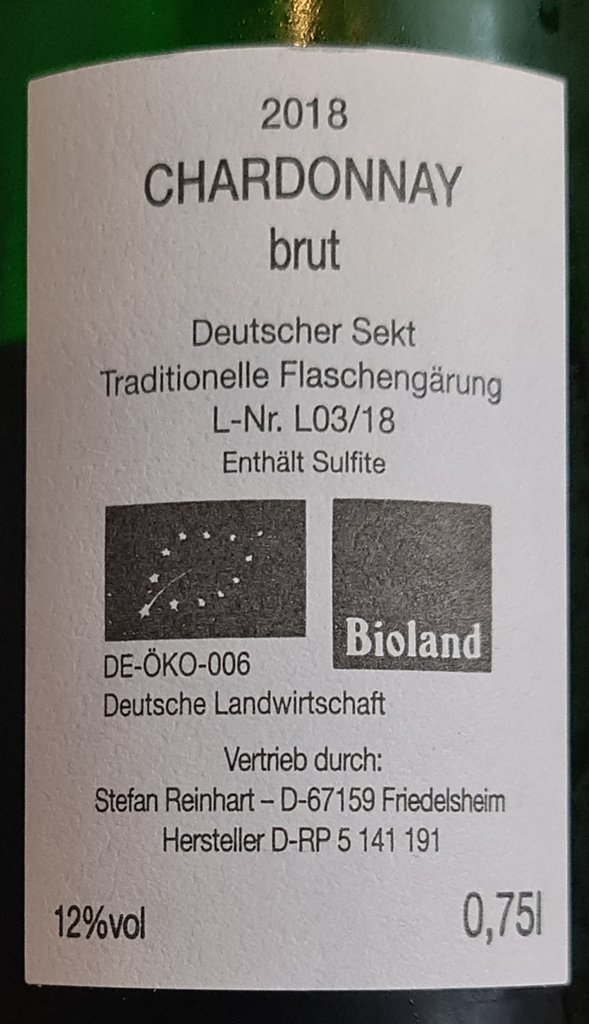 2018
CHARDONNAY
brut
Deutscher Sekt
Traditionelle Flaschengärung
L-Nr. L03/18
Enthält Sulfite
Bioland
DE-ÖKO-006
Deutsche Landwirtschaft
Vertrieb durch:
Stefan Reinhart – D-67159 Friedelsheim
Hersteller D-RP 5 141 191
12%vol
0,75l